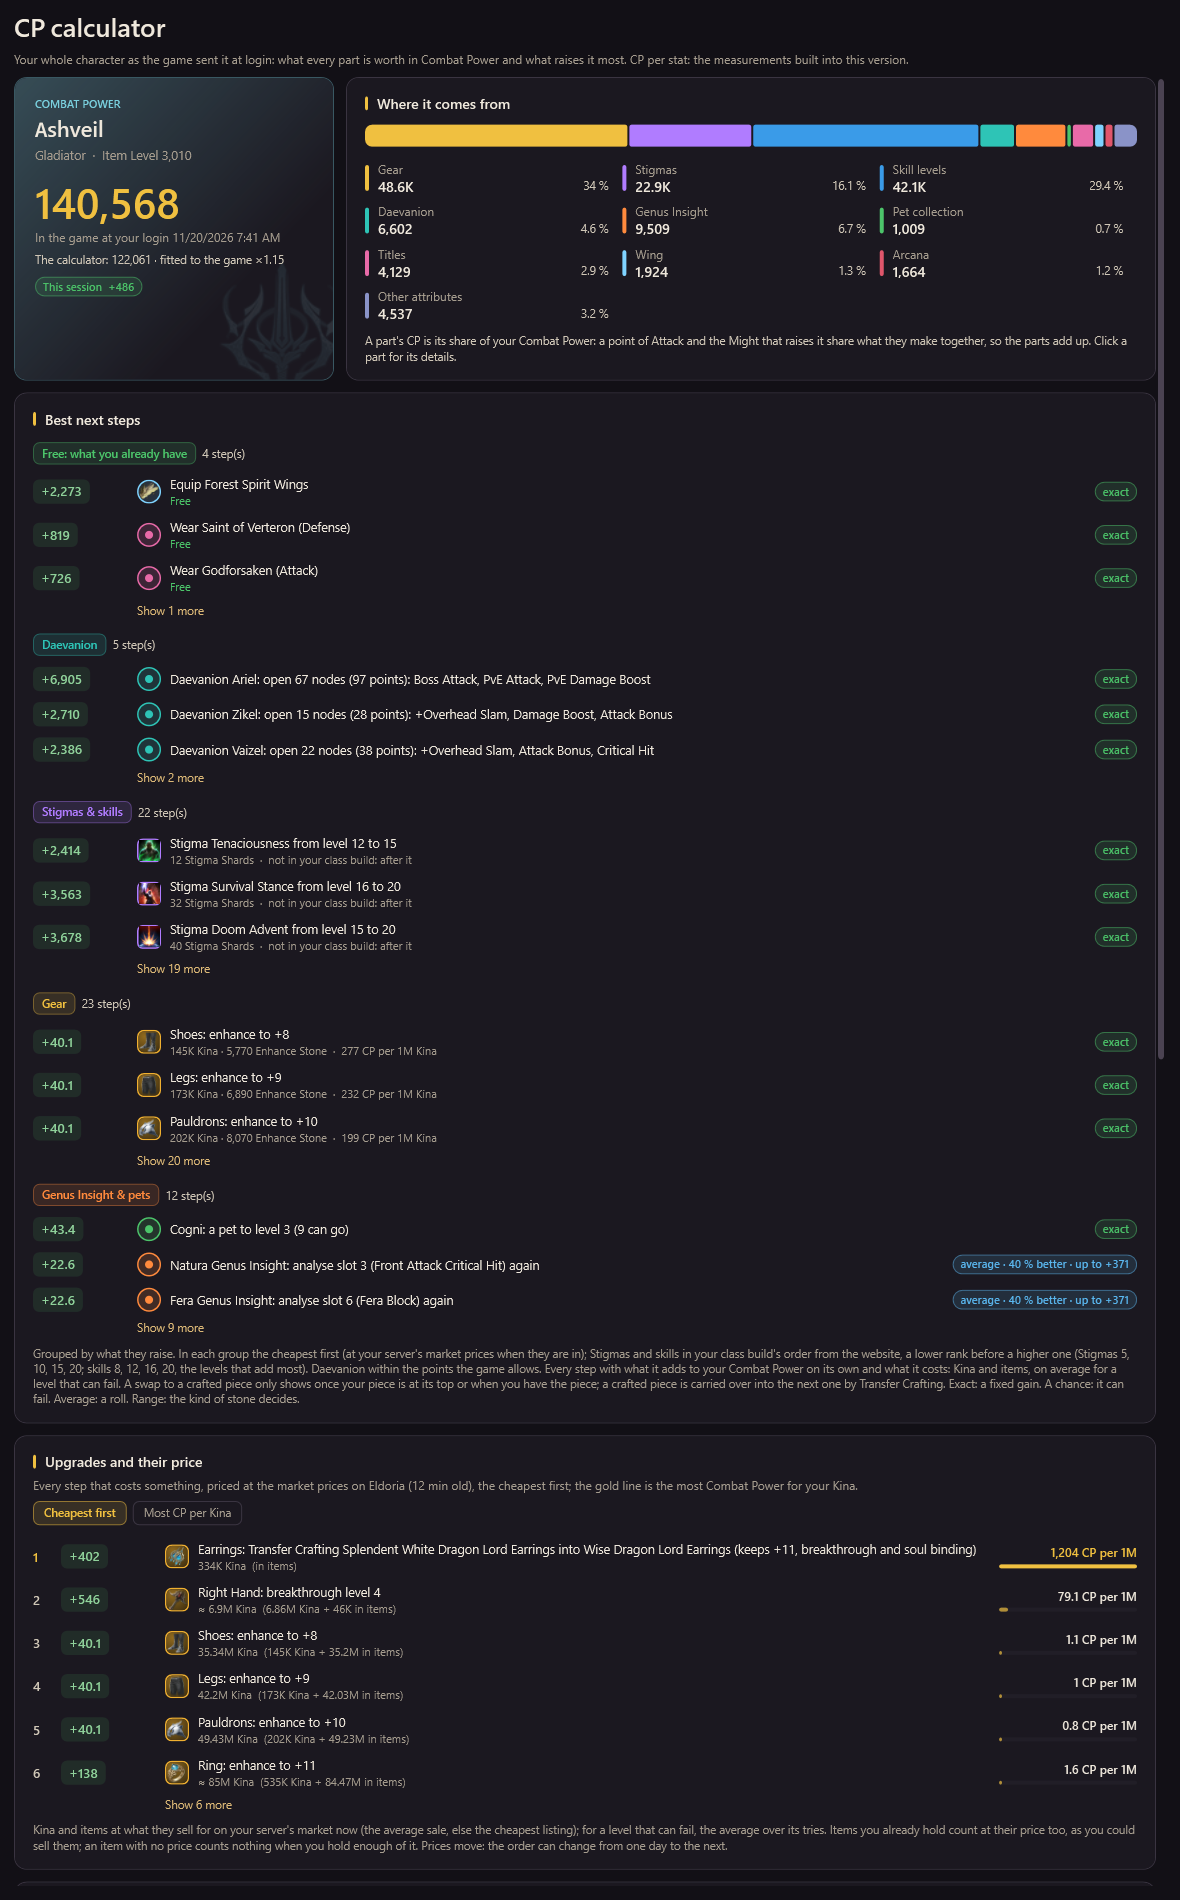 CP calculator
Your whole character as the game sent it at login: what every part is worth in Combat Power and what raises it most. CP per stat: the measurements built into this version.
COMBAT POWER
Ashveil
Gladiator · Item Level 3,010
140,568
In the game at your login 11/20/2026 7:41 AM
The calculator: 122,061 · fitted to the game ×1.15
This session +486
Where it comes from
Gear
48.6K 34 %
Stigmas
22.9K 16.1 %
Skill levels
42.1K 29.4 %
Daevanion
6,602 4.6 %
Genus Insight
9,509 6.7 %
Pet collection
1,009 0.7 %
Titles
4,129 2.9 %
Wing
1,924 1.3 %
Arcana
1,664 1.2 %
Other attributes
4,537 3.2 %
A part's CP is its share of your Combat Power: a point of Attack and the Might that raises it share what they make together, so the parts add up. Click a
part for its details.
Best next steps
Free: what you already have 4 step(s)
+2,273 Equip Forest Spirit Wings exact
Free
+819 Wear Saint of Verteron (Defense) exact
Free
+726 Wear Godforsaken (Attack) exact
Free
Show 1 more
Daevanion 5 step(s)
+6,905 Daevanion Ariel: open 67 nodes (97 points): Boss Attack, PvE Attack, PvE Damage Boost exact
+2,710 Daevanion Zikel: open 15 nodes (28 points): +Overhead Slam, Damage Boost, Attack Bonus exact
+2,386 Daevanion Vaizel: open 22 nodes (38 points): +Overhead Slam, Attack Bonus, Critical Hit exact
Show 2 more
Stigmas & skills 22 step(s)
+2,414 Stigma Tenaciousness from level 12 to 15 exact
12 Stigma Shards · not in your class build: after it
+3,563 Stigma Survival Stance from level 16 to 20 exact
32 Stigma Shards · not in your class build: after it
+3,678 Stigma Doom Advent from level 15 to 20 exact
40 Stigma Shards · not in your class build: after it
Show 19 more
Gear 23 step(s)
+40.1 Shoes: enhance to +8 exact
145K Kina · 5,770 Enhance Stone · 277 CP per 1M Kina
+40.1 Legs: enhance to +9 exact
173K Kina · 6,890 Enhance Stone · 232 CP per 1M Kina
+40.1 Pauldrons: enhance to +10 exact
202K Kina · 8,070 Enhance Stone · 199 CP per 1M Kina
Show 20 more
Genus Insight & pets 12 step(s)
+43.4 Cogni: a pet to level 3 (9 can go) exact
+22.6 Natura Genus Insight: analyse slot 3 (Front Attack Critical Hit) again average · 40 % better · up to +371
+22.6 Fera Genus Insight: analyse slot 6 (Fera Block) again average · 40 % better · up to +371
Show 9 more
Grouped by what they raise. In each group the cheapest first (at your server's market prices when they are in); Stigmas and skills in your class build's order from the website, a lower rank before a higher one (Stigmas 5,
10, 15, 20; skills 8, 12, 16, 20, the levels that add most). Daevanion within the points the game allows. Every step with what it adds to your Combat Power on its own and what it costs: Kina and items, on average for a
level that can fail. A swap to a crafted piece only shows once your piece is at its top or when you have the piece; a crafted piece is carried over into the next one by Transfer Crafting. Exact: a fixed gain. A chance: it can
fail. Average: a roll. Range: the kind of stone decides.
Upgrades and their price
Every step that costs something, priced at the market prices on Eldoria (12 min old), the cheapest first; the gold line is the most Combat Power for your Kina.
Cheapest first Most CP per Kina
1 +402 Earrings: Transfer Crafting Splendent White Dragon Lord Earrings into Wise Dragon Lord Earrings (keeps +11, breakthrough and soul binding) 1,204 CP per 1M
334K Kina (in items)
2 +546 Right Hand: breakthrough level 4 79.1 CP per 1M
≈ 6.9M Kina (6.86M Kina + 46K in items)
3 +40.1 Shoes: enhance to +8 1.1 CP per 1M
35.34M Kina (145K Kina + 35.2M in items)
4 +40.1 Legs: enhance to +9 1 CP per 1M
42.2M Kina (173K Kina + 42.03M in items)
5 +40.1 Pauldrons: enhance to +10 0.8 CP per 1M
49.43M Kina (202K Kina + 49.23M in items)
6 +138 Ring: enhance to +11 1.6 CP per 1M
≈ 85M Kina (535K Kina + 84.47M in items)
Show 6 more
Kina and items at what they sell for on your server's market now (the average sale, else the cheapest listing); for a level that can fail, the average over its tries. Items you already hold count at their price too, as you could
sell them; an item with no price counts nothing when you hold enough of it. Prices move: the order can change from one day to the next.